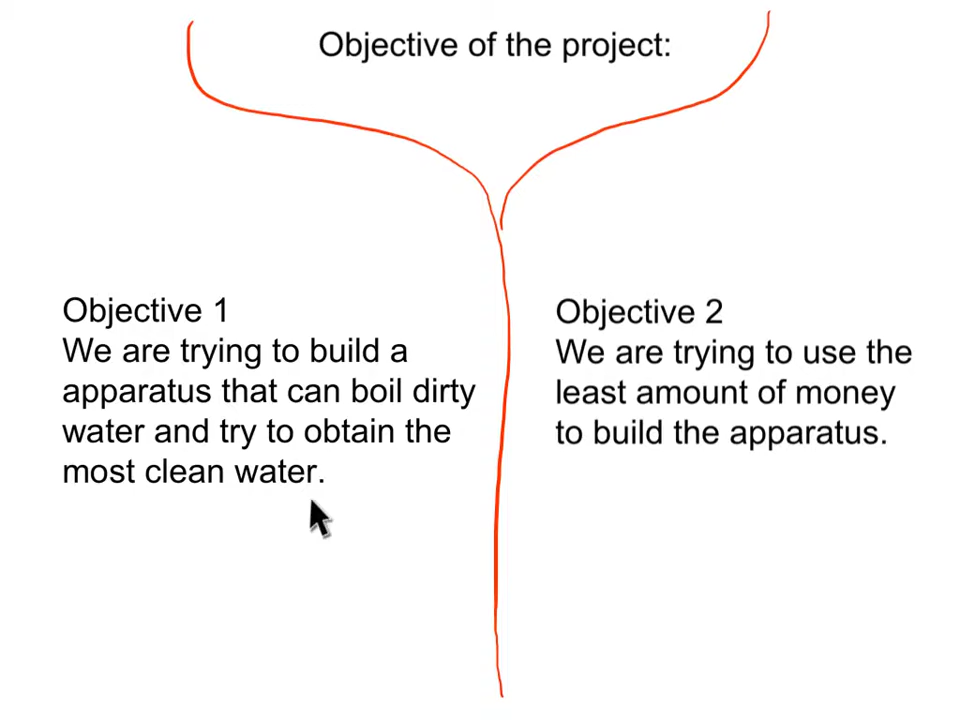 Objective of the project:
Objective 1
We are trying to build a
apparatus that can boil dirty
water and try to obtain the
most clean water.
Objective 2
We are trying to use the
least amount of money
to build the apparatus.